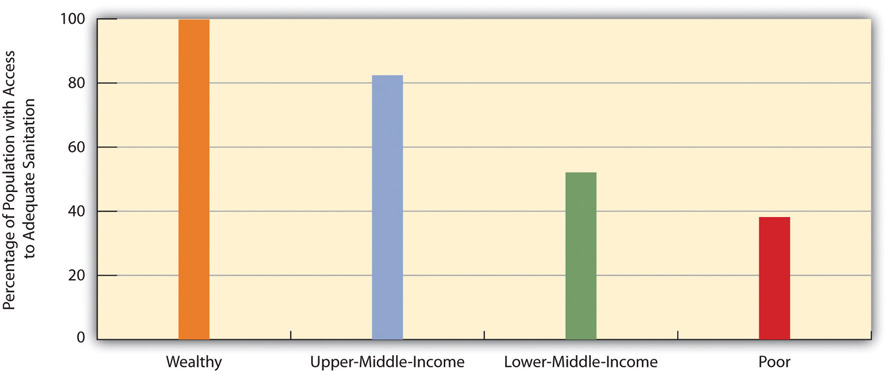 Percentage of Population with Access
to Adequate Sanitation
100
80
60
40
20
0
Wealthy
Upper-Middle-Income
Lower-Middle-Income
Poor